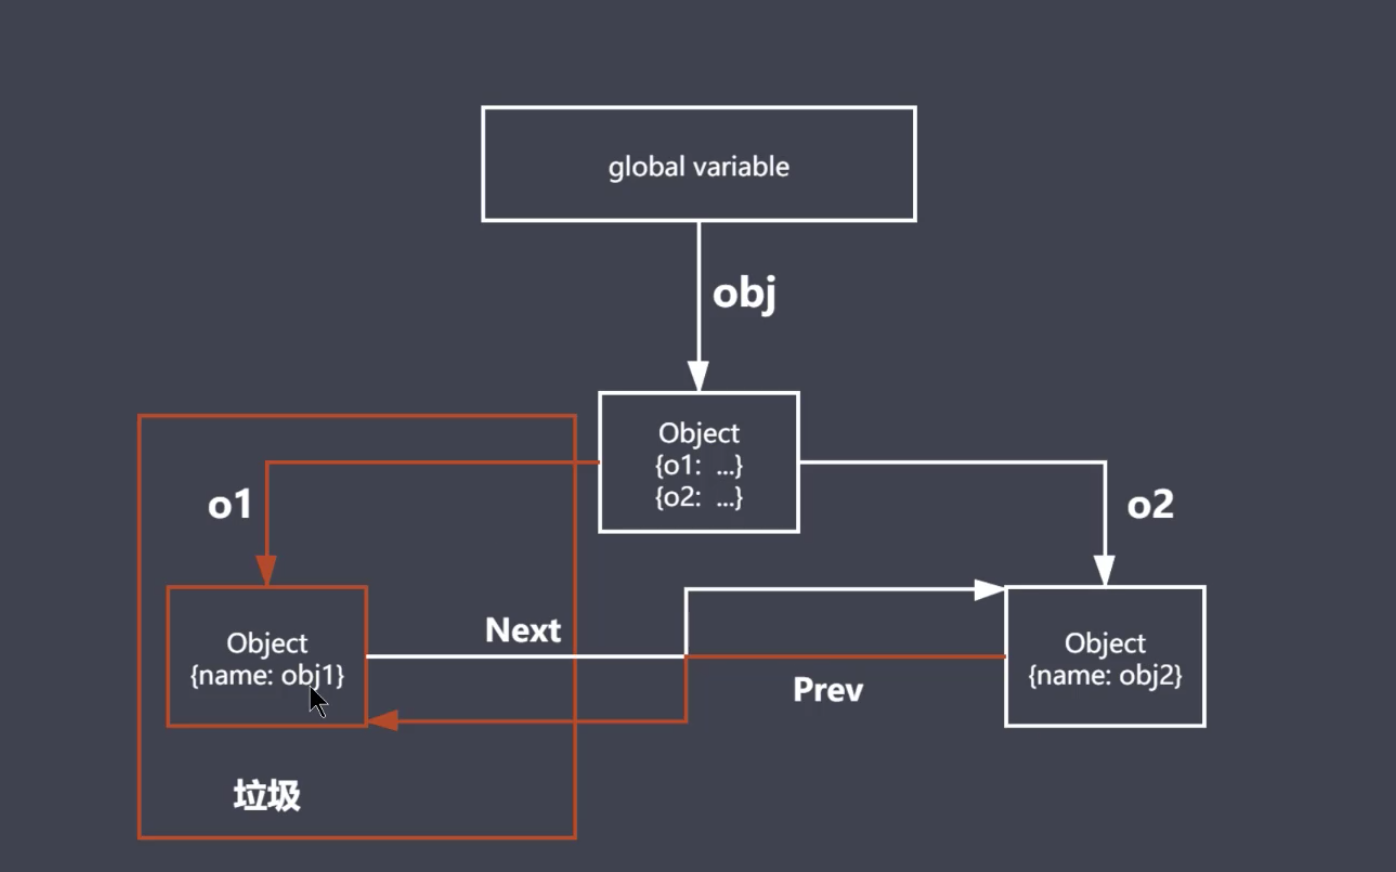 global variable
obj
Object
{o1: ...}
{o2: ...}
o1
o2
Next
Object
{name: obj1}
Prev
Object
{name: obj2}
垃圾